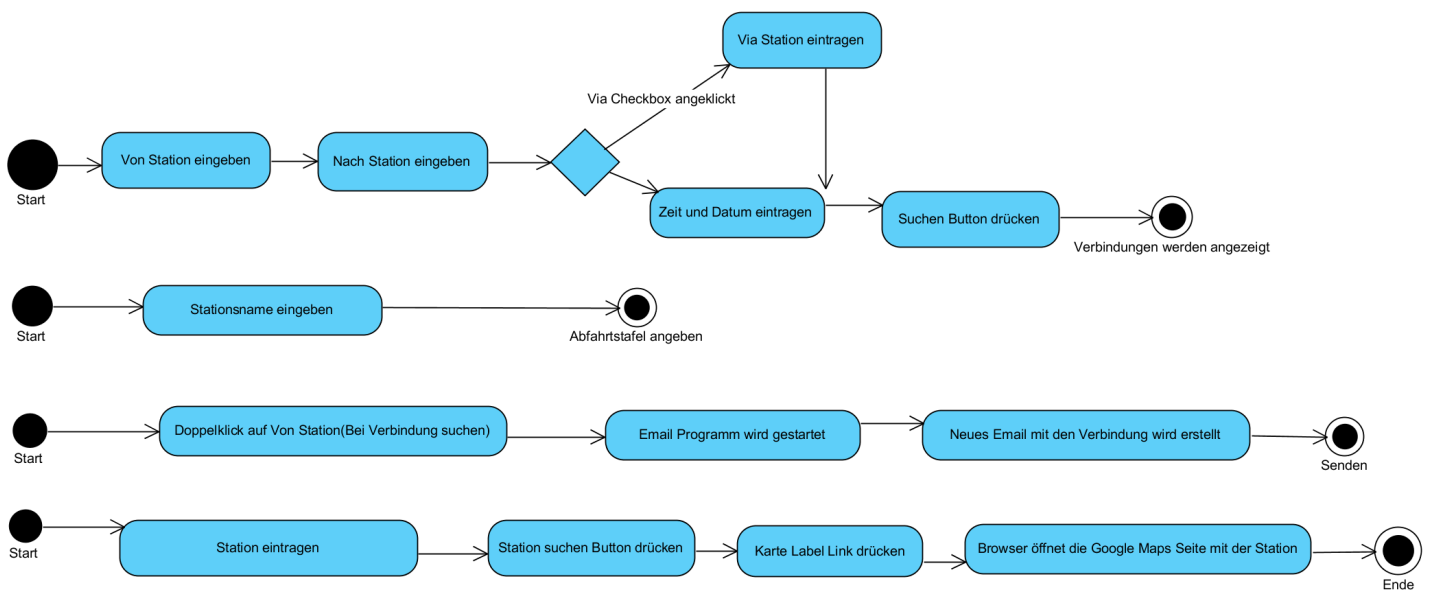 Via Station eintragen
Via Checkbox angeklickt
Von Station eingeben
Nach Station eingeben
Start
Zeit und Datum eintragen
Suchen Button drücken
Verbindungen werden angezeigt
Stationsname eingeben
Start
Abfahrtstafel angeben
Doppelklick auf Von Station(Bei Verbindung suchen)
Email Programm wird gestartet
Neues Email mit den Verbindung wird erstellt
Start
Senden
Station eintragen
Station suchen Button drücken
Karte Label Link drücken
Browser öffnet die Google Maps Seite mit der Station
Start
Ende